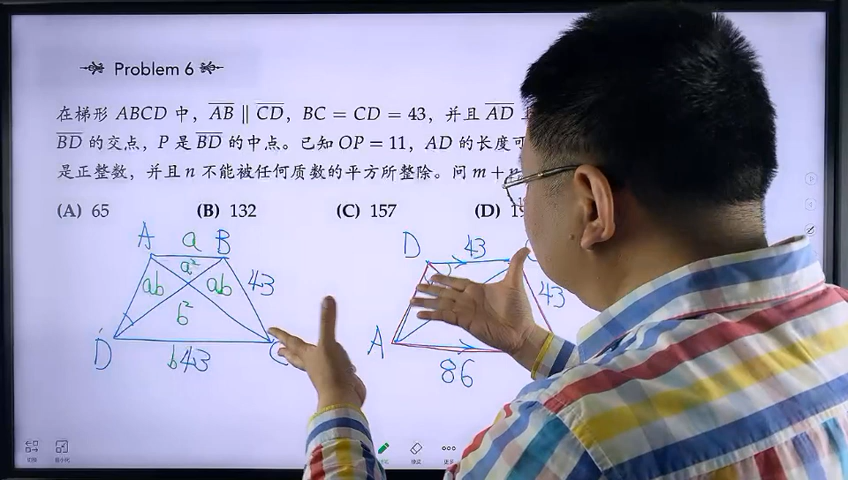 Problem 6
在梯形 ABCD 中，AB ∥ CD，BC = CD = 43，并且 AD
BD 的交点，P 是 BD 的中点。已知 OP = 11，AD 的长度可
是正整数，并且 n 不能被任何质数的平方所整除。问 m + n
(A) 65 (B) 132 (C) 157 (D)
A a B D 43
a² ab ab 43 43
b²
D b43 C A 86